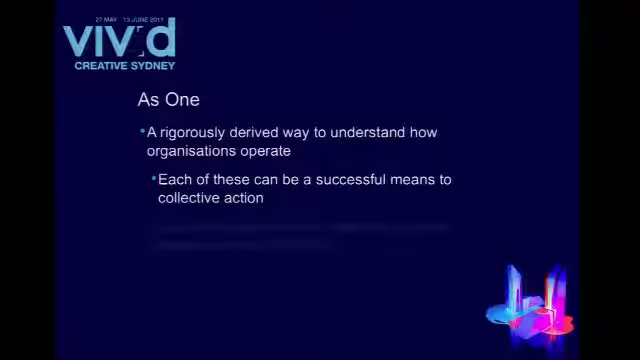 27 MAY - 13 JUNE 2011
vivid
CREATIVE SYDNEY
As One
•A rigorously derived way to understand how
organisations operate
•Each of these can be a successful means to
collective action